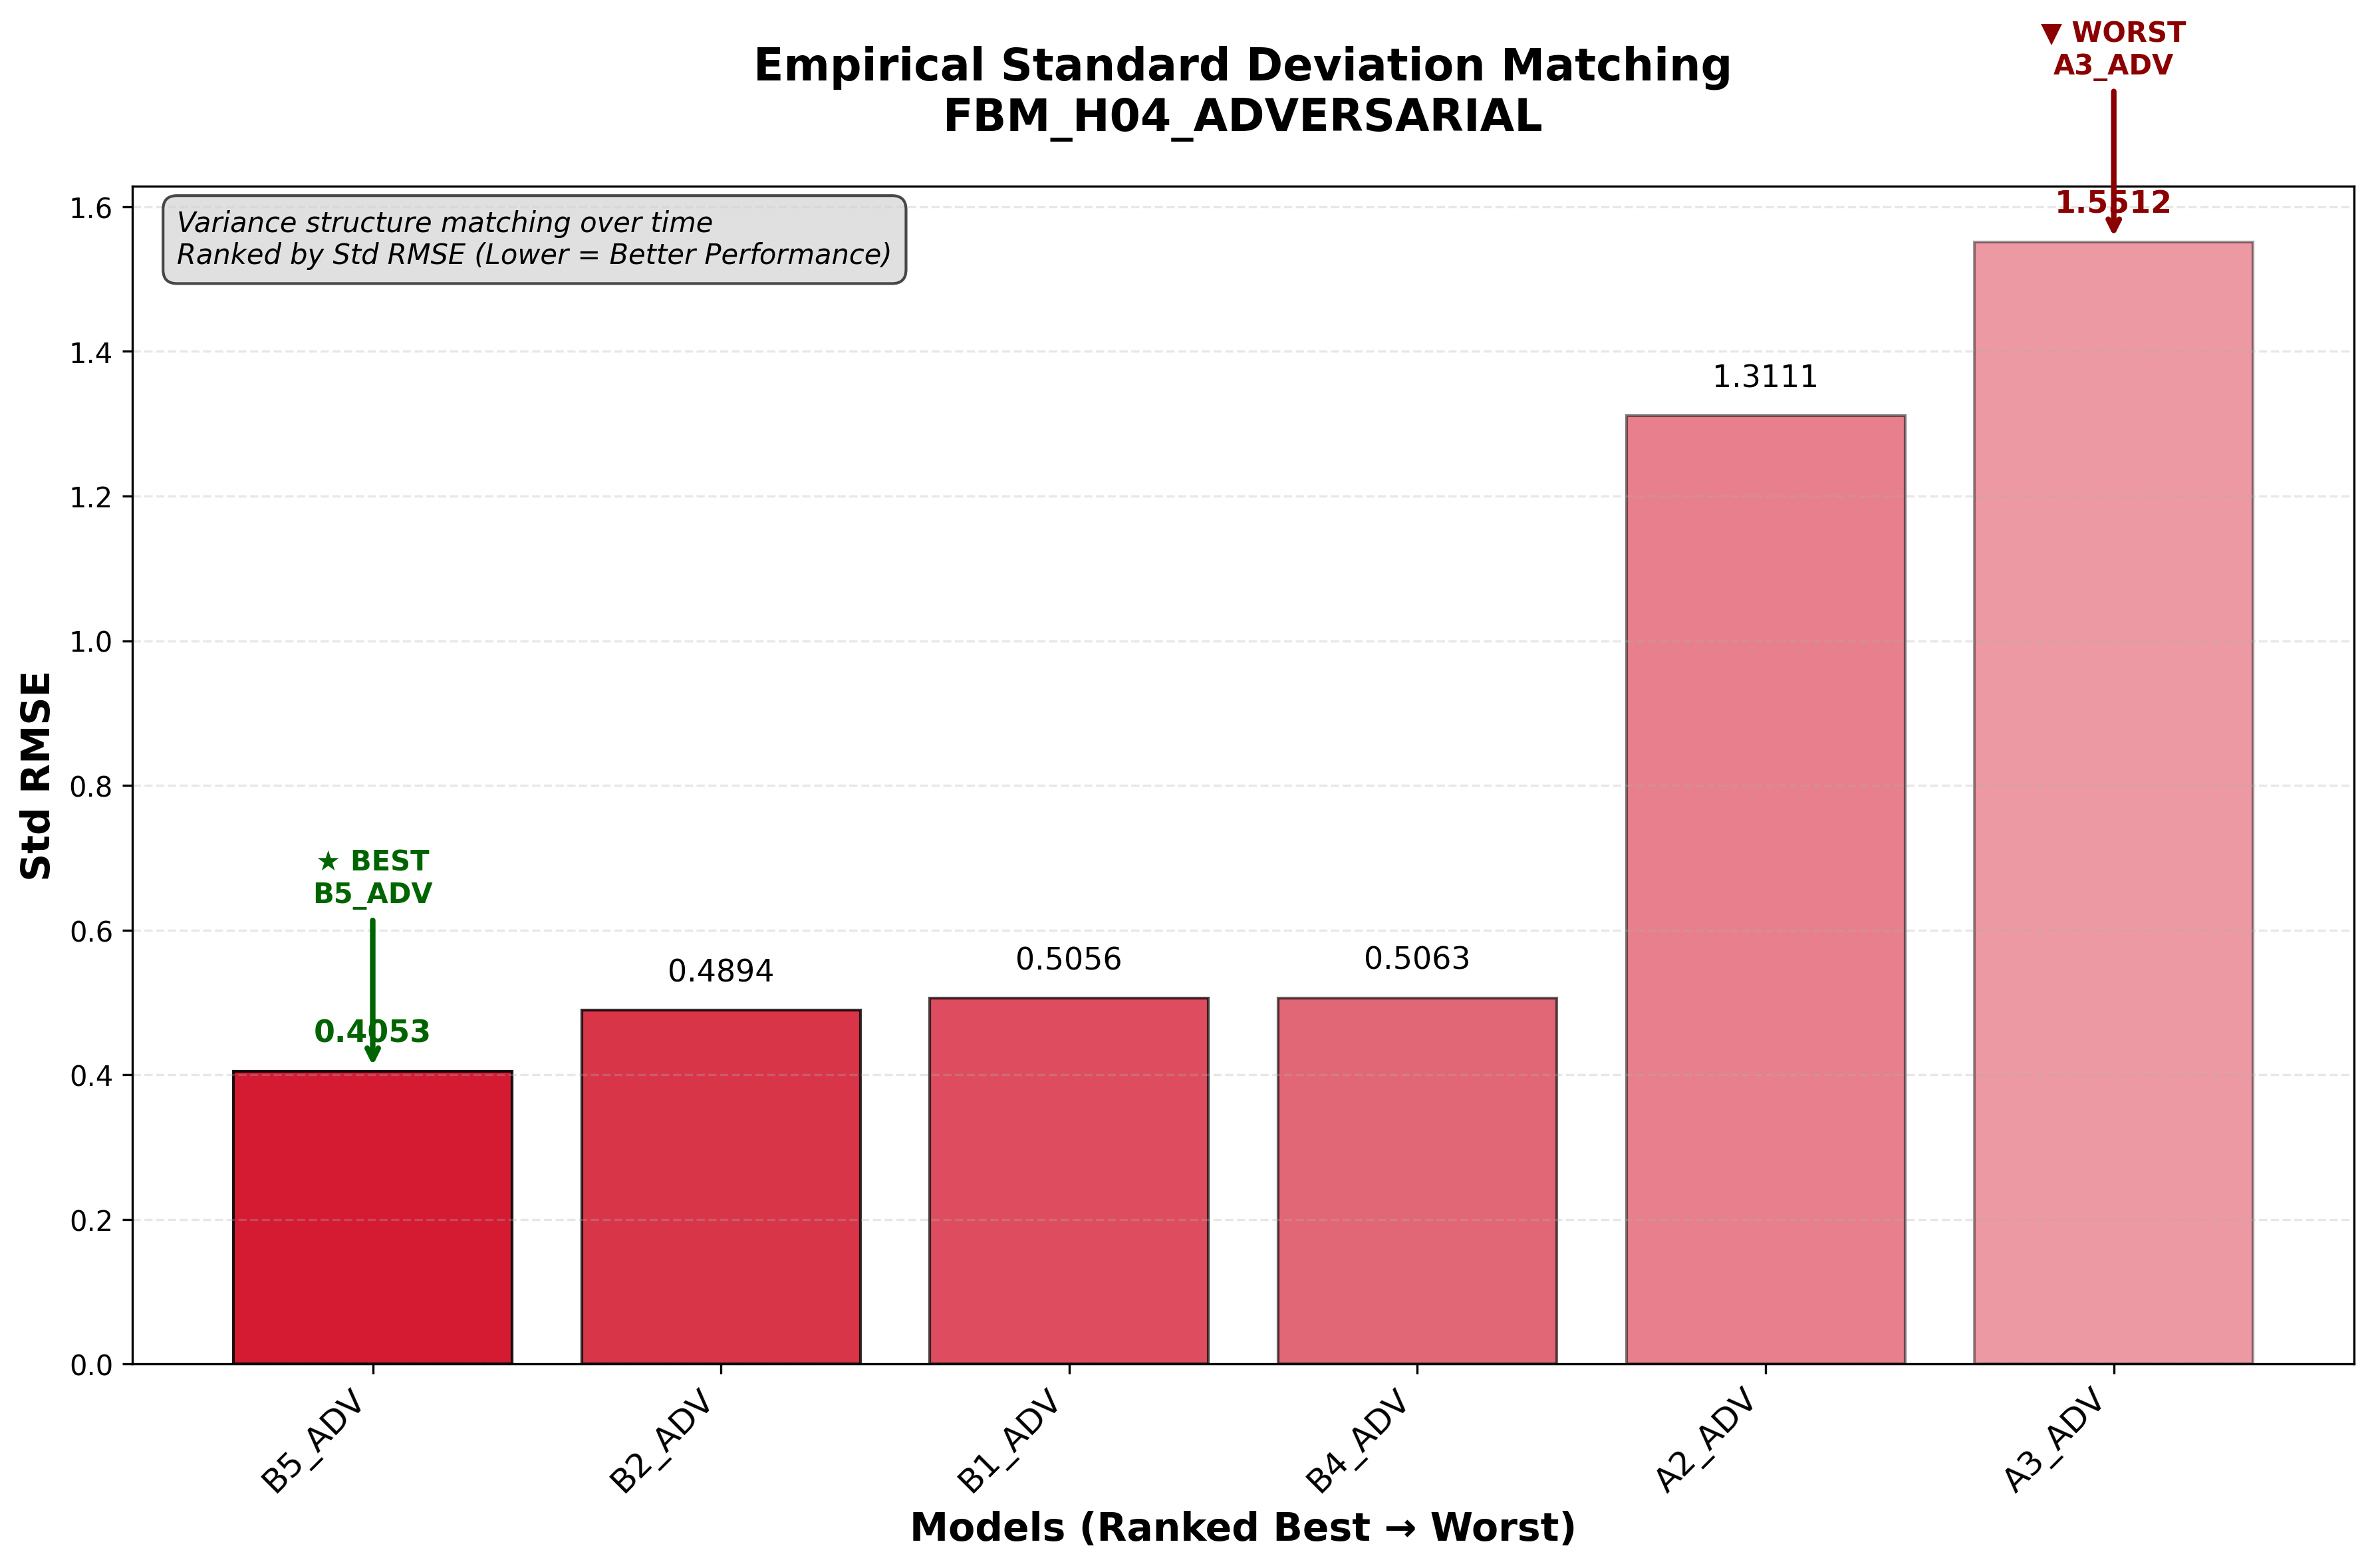 ▼ WORST
A3_ADV
Empirical Standard Deviation Matching
FBM_H04_ADVERSARIAL
Variance structure matching over time
Ranked by Std RMSE (Lower = Better Performance)
1.6
1.4
1.2
1.0
0.8
0.6
0.4
0.2
0.0
Std RMSE
★ BEST
B5_ADV
0.4053
0.4894
0.5056
0.5063
1.3111
1.5512
B5_ADV
B2_ADV
B1_ADV
B4_ADV
A2_ADV
A3_ADV
Models (Ranked Best → Worst)